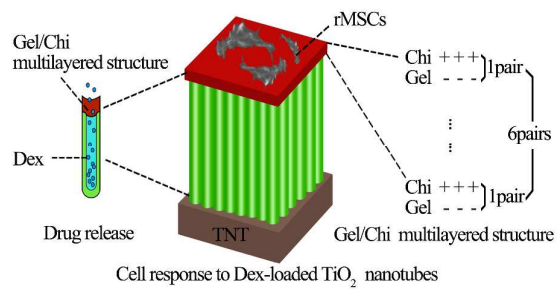 rMSCs
Gel/Chi
multilayered structure
Dex
Drug release
TNT
Chi + + +
Gel - - -
1pair
...
...
6pairs
Chi + + +
Gel - - -
1pair
Gel/Chi multilayered structure
Cell response to Dex-loaded TiO₂ nanotubes